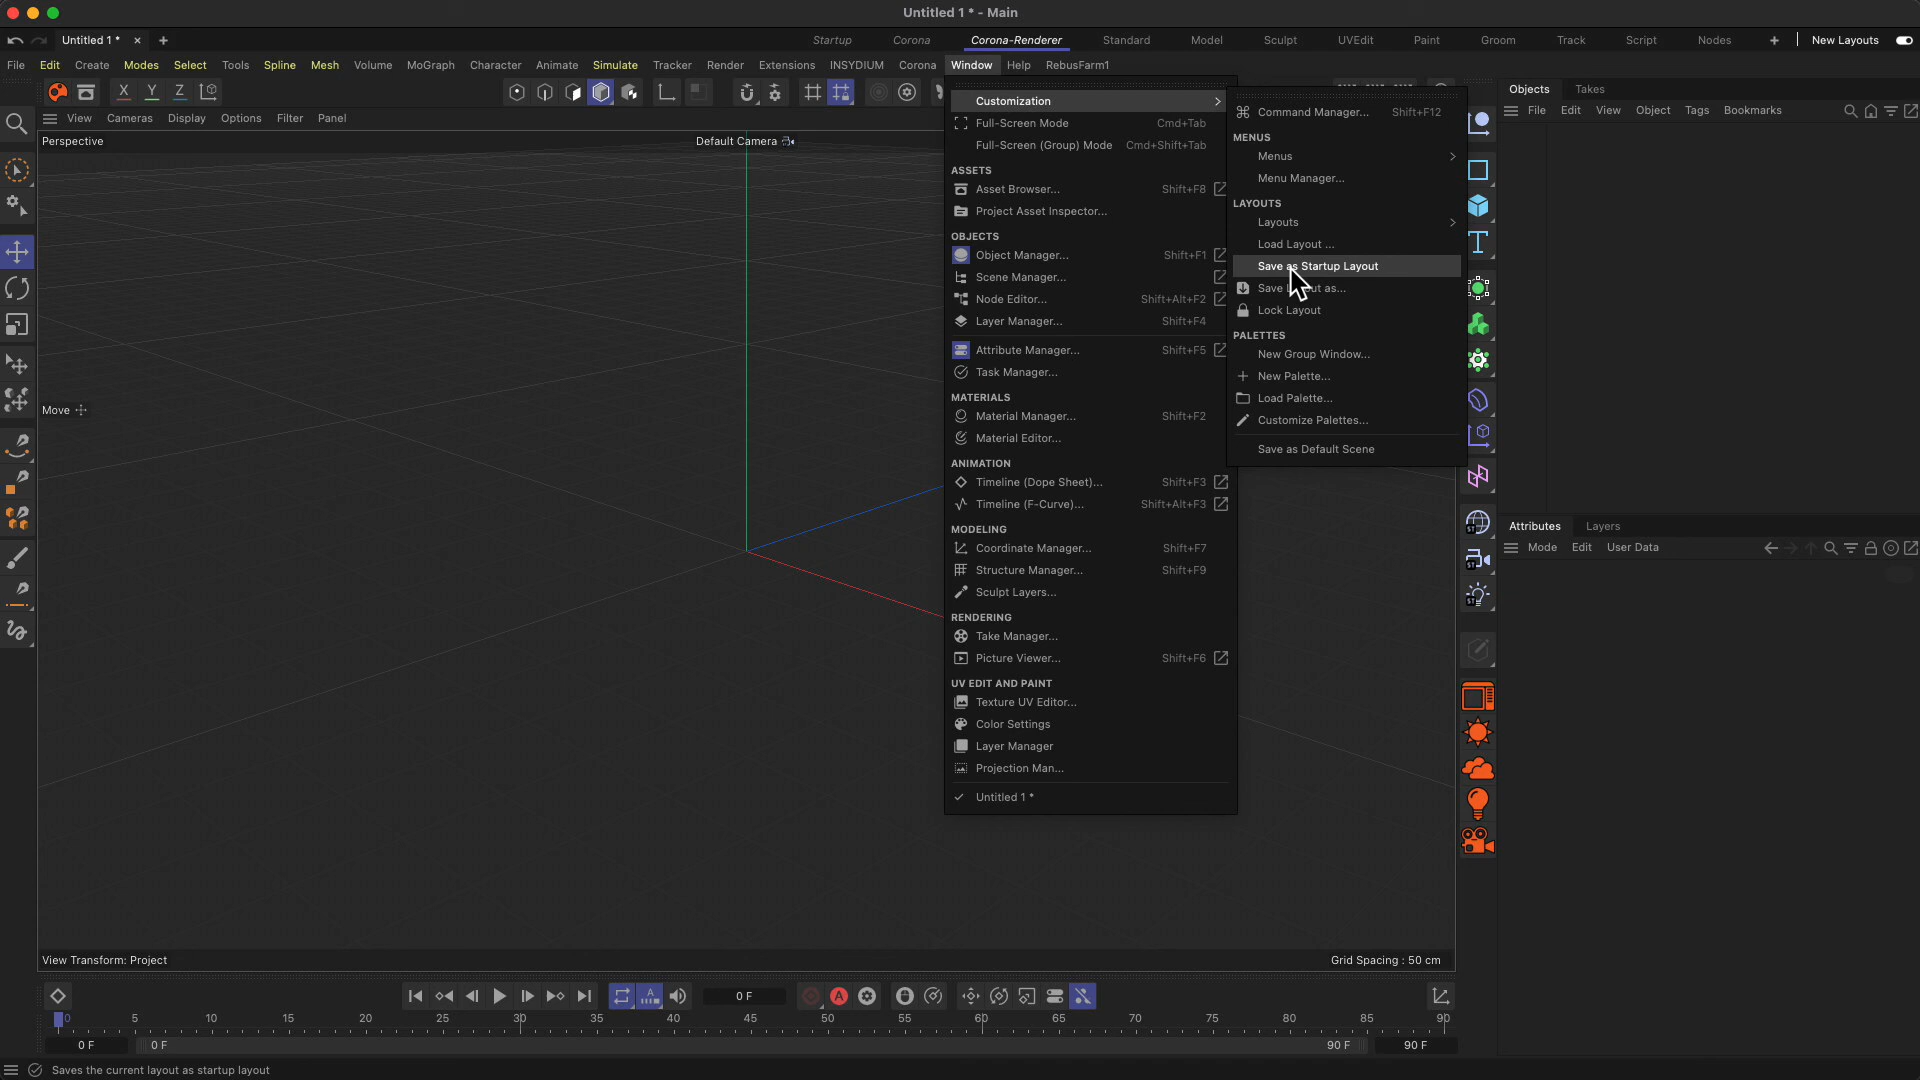 Untitled 1 * - Main
Untitled 1 * × +
Startup Corona Corona-Renderer Standard Model Sculpt UVEdit Paint Groom Track Script Nodes + New Layouts
File Edit Create Modes Select Tools Spline Mesh Volume MoGraph Character Animate Simulate Tracker Render Extensions INSYDIUM Corona Window Help RebusFarm1
X Y Z
View Cameras Display Options Filter Panel
Perspective
Default Camera
Move
View Transform: Project
Grid Spacing : 50 cm
Customization
Full-Screen Mode Cmd+Tab
Full-Screen (Group) Mode Cmd+Shift+Tab
ASSETS
Asset Browser... Shift+F8
Project Asset Inspector...
OBJECTS
Object Manager... Shift+F1
Scene Manager...
Node Editor... Shift+Alt+F2
Layer Manager... Shift+F4
Attribute Manager... Shift+F5
Task Manager...
MATERIALS
Material Manager... Shift+F2
Material Editor...
ANIMATION
Timeline (Dope Sheet)... Shift+F3
Timeline (F-Curve)... Shift+Alt+F3
MODELING
Coordinate Manager... Shift+F7
Structure Manager... Shift+F9
Sculpt Layers...
RENDERING
Take Manager...
Picture Viewer... Shift+F6
UV EDIT AND PAINT
Texture UV Editor...
Color Settings
Layer Manager
Projection Man...
Untitled 1 *
Command Manager... Shift+F12
MENUS
Menus
Menu Manager...
LAYOUTS
Layouts
Load Layout ...
Save as Startup Layout
Save as...
Lock Layout
PALETTES
New Group Window...
New Palette...
Load Palette...
Customize Palettes...
Save as Default Scene
T
ST
ST
ST
Objects Takes
File Edit View Object Tags Bookmarks
Attributes Layers
Mode Edit User Data
A
0 F
A
0 5 10 15 20 25 30 35 40 45 50 55 60 65 70 75 80 85 90
0 F 0 F 90 F 90 F
Saves the current layout as startup layout